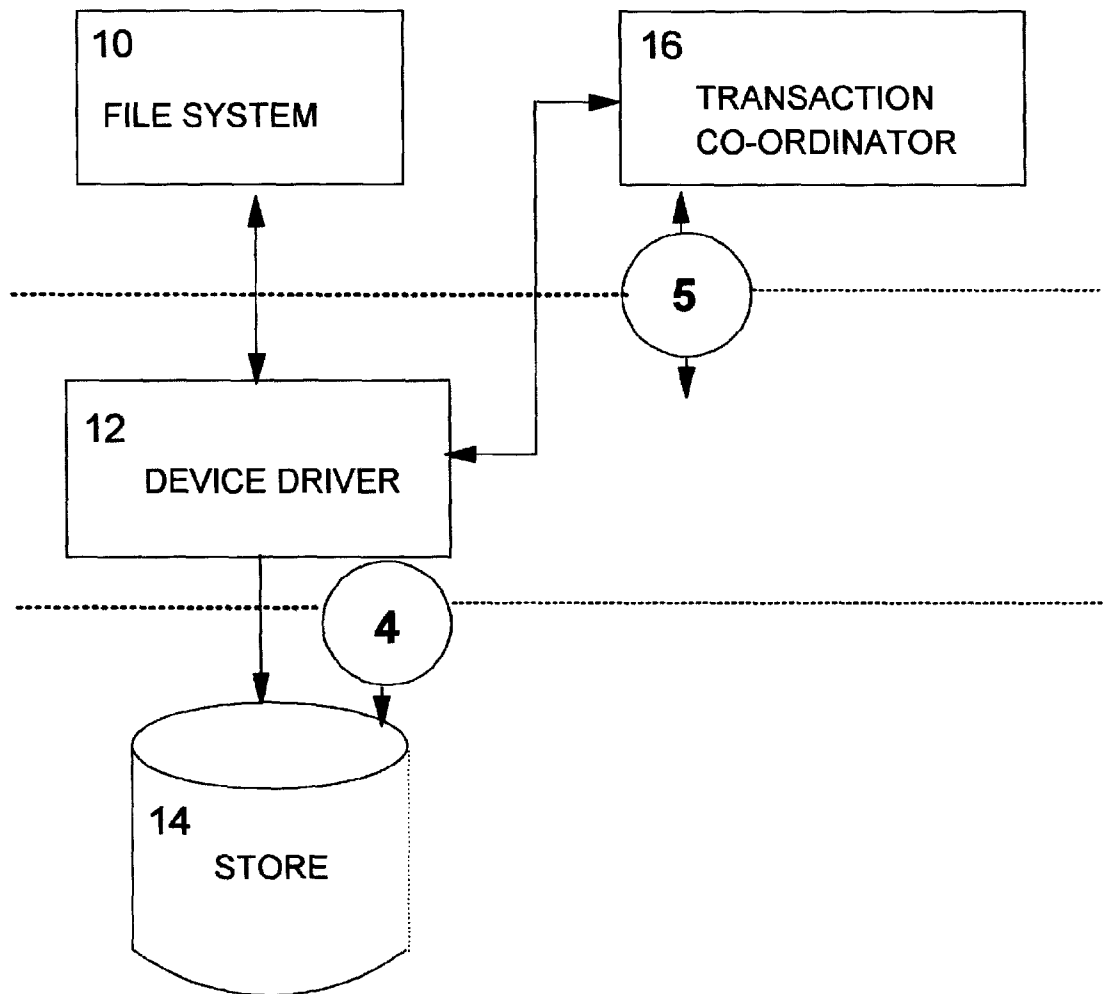 10
FILE SYSTEM
16
TRANSACTION
CO-ORDINATOR
5
12
DEVICE DRIVER
4
14
STORE